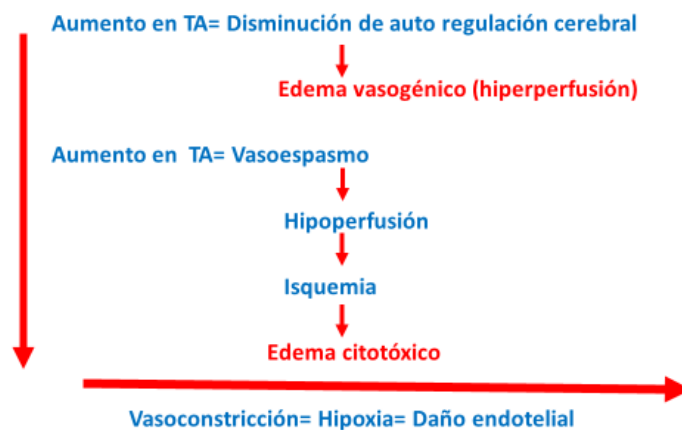 Aumento en TA= Disminución de auto regulación cerebral
Edema vasogénico (hiperperfusión)
Aumento en TA= Vasoespasmo
Hipoperfusión
Isquemia
Edema citotóxico
Vasoconstricción= Hipoxia= Daño endotelial